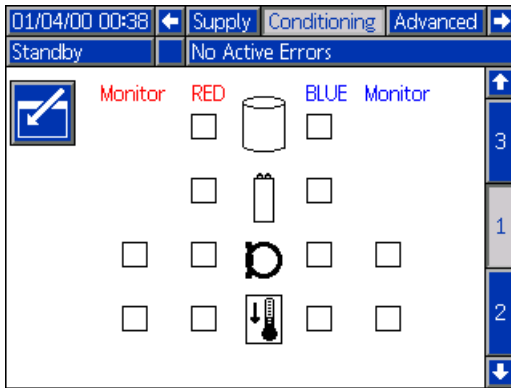 01/04/00 00:38 Supply Conditioning Advanced
Standby No Active Errors
Monitor RED BLUE Monitor
3
1
2